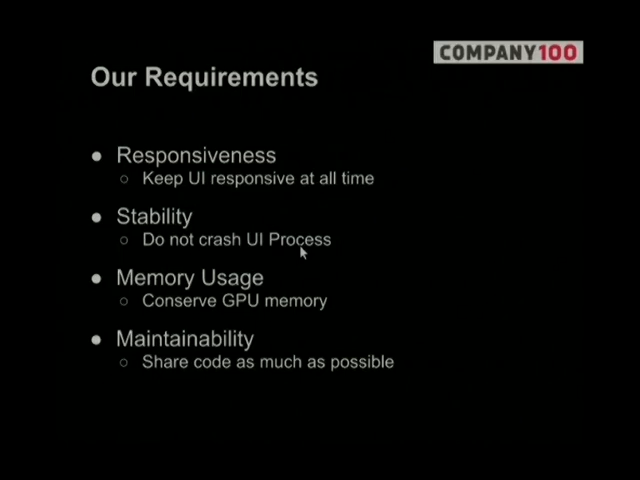 COMPANY100
Our Requirements
● Responsiveness
○ Keep UI responsive at all time
● Stability
○ Do not crash UI Process
● Memory Usage
○ Conserve GPU memory
● Maintainability
○ Share code as much as possible